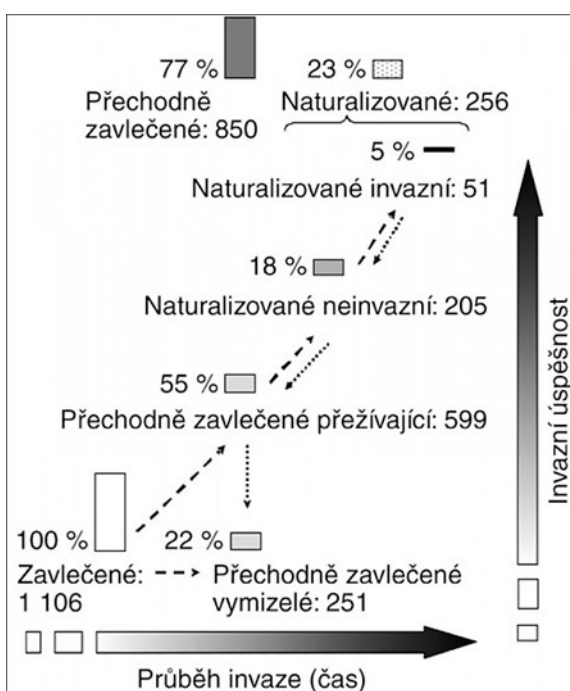 77 %
Přechodně
zavlečené: 850
23 %
Naturalizované: 256
5 %
Naturalizované invazní: 51
18 %
Naturalizované neinvazní: 205
55 %
Přechodně zavlečené přežívající: 599
100 %
Zavlečené:
1 106
22 %
Přechodně zavlečené
vymizelé: 251
Průběh invaze (čas)
Invazní úspěšnost